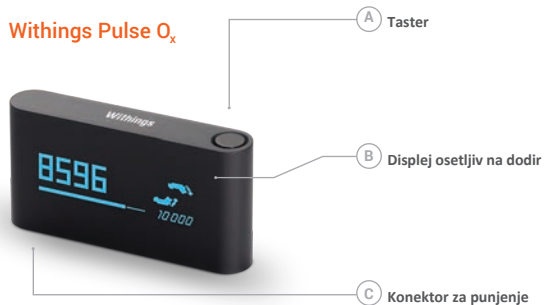 Withings Pulse Ox
A Taster
Withings
8596
10000
B Displej osetljiv na dodir
C Konektor za punjenje